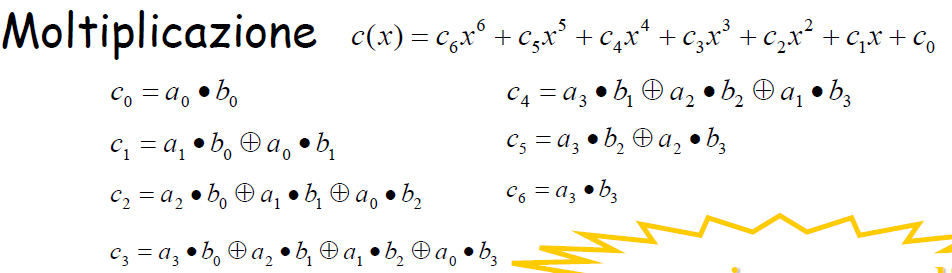 Moltiplicazione c(x) = c₆x⁶ + c₅x⁵ + c₄x⁴ + c₃x³ + c₂x² + c₁x + c₀
c₀ = a₀ • b₀
c₁ = a₁ • b₀ ⊕ a₀ • b₁
c₂ = a₂ • b₀ ⊕ a₁ • b₁ ⊕ a₀ • b₂
c₃ = a₃ • b₀ ⊕ a₂ • b₁ ⊕ a₁ • b₂ ⊕ a₀ • b₃
c₄ = a₃ • b₁ ⊕ a₂ • b₂ ⊕ a₁ • b₃
c₅ = a₃ • b₂ ⊕ a₂ • b₃
c₆ = a₃ • b₃